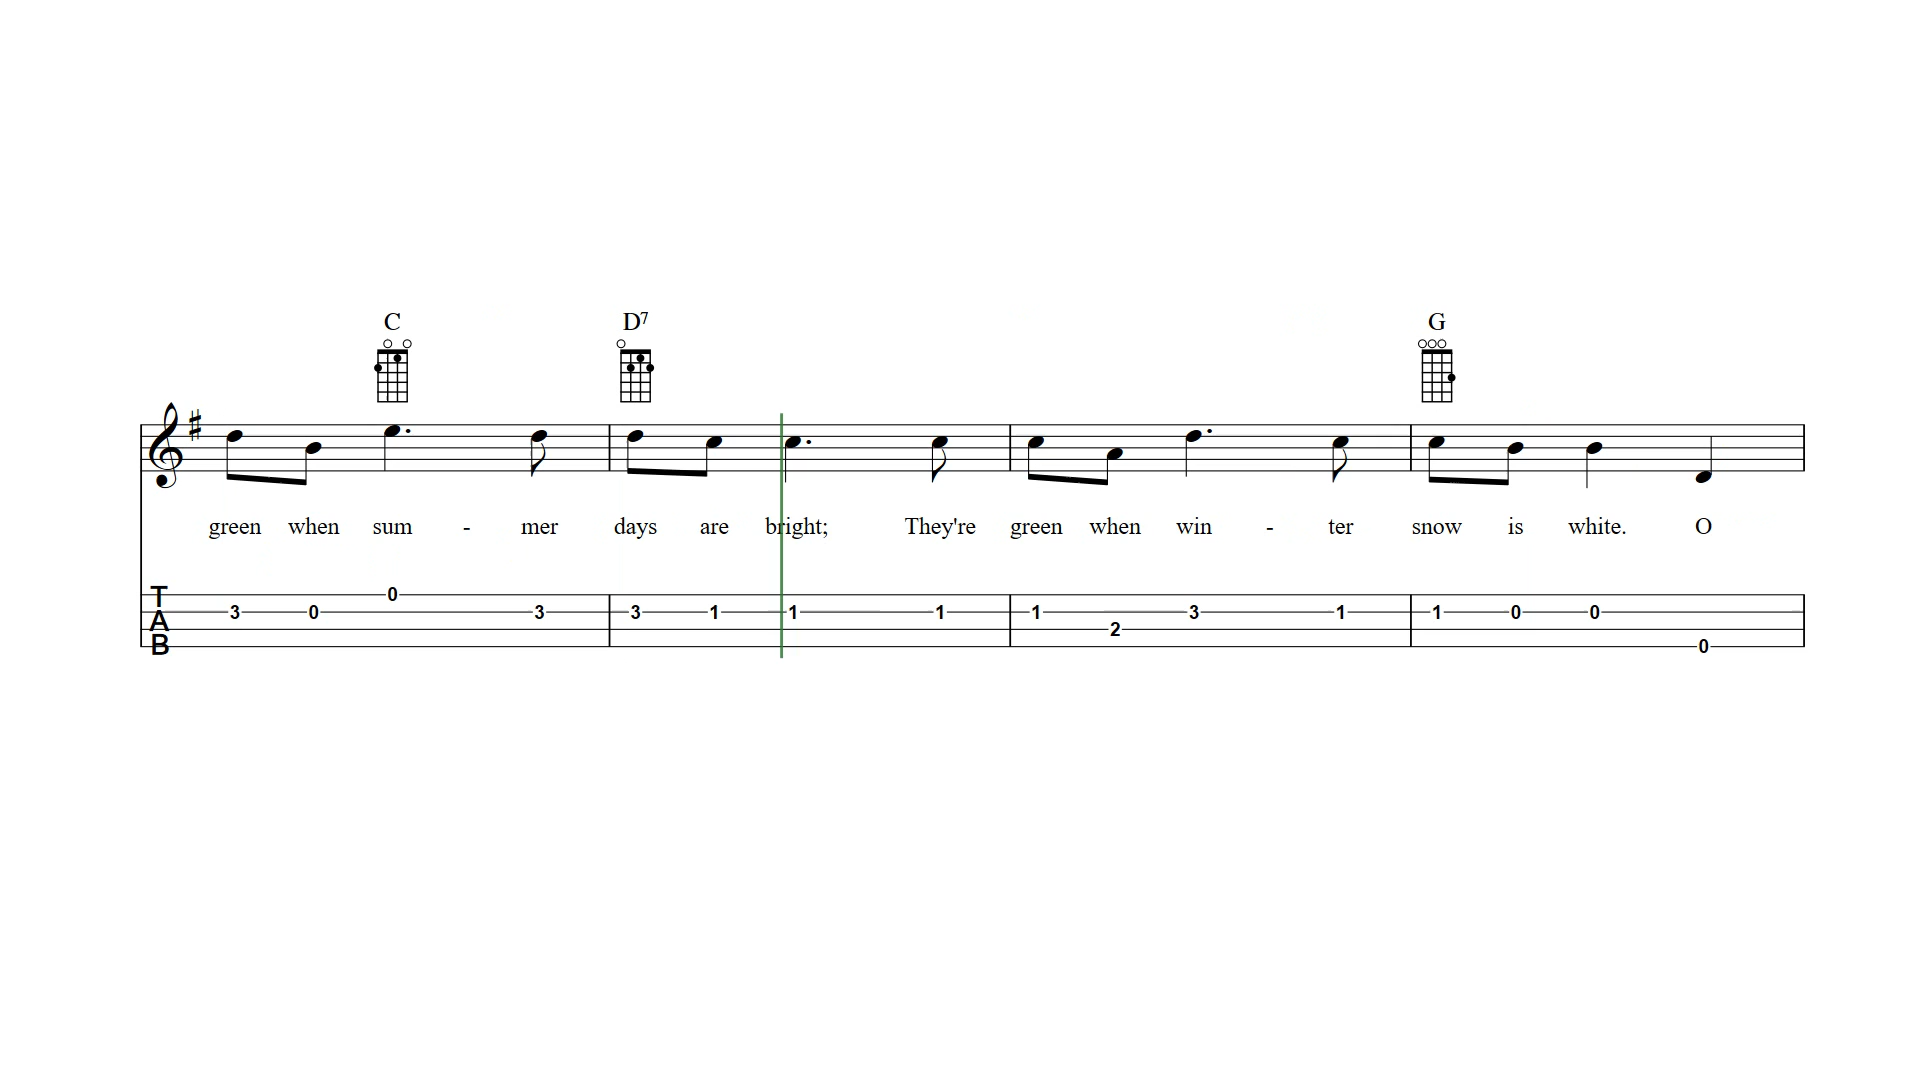 C D⁷ G
green when sum - mer days are bright; They're green when win - ter snow is white. O
T 0
A 3 0 3 3 1 1 1 1 3 1 1 0 0
2
B 0